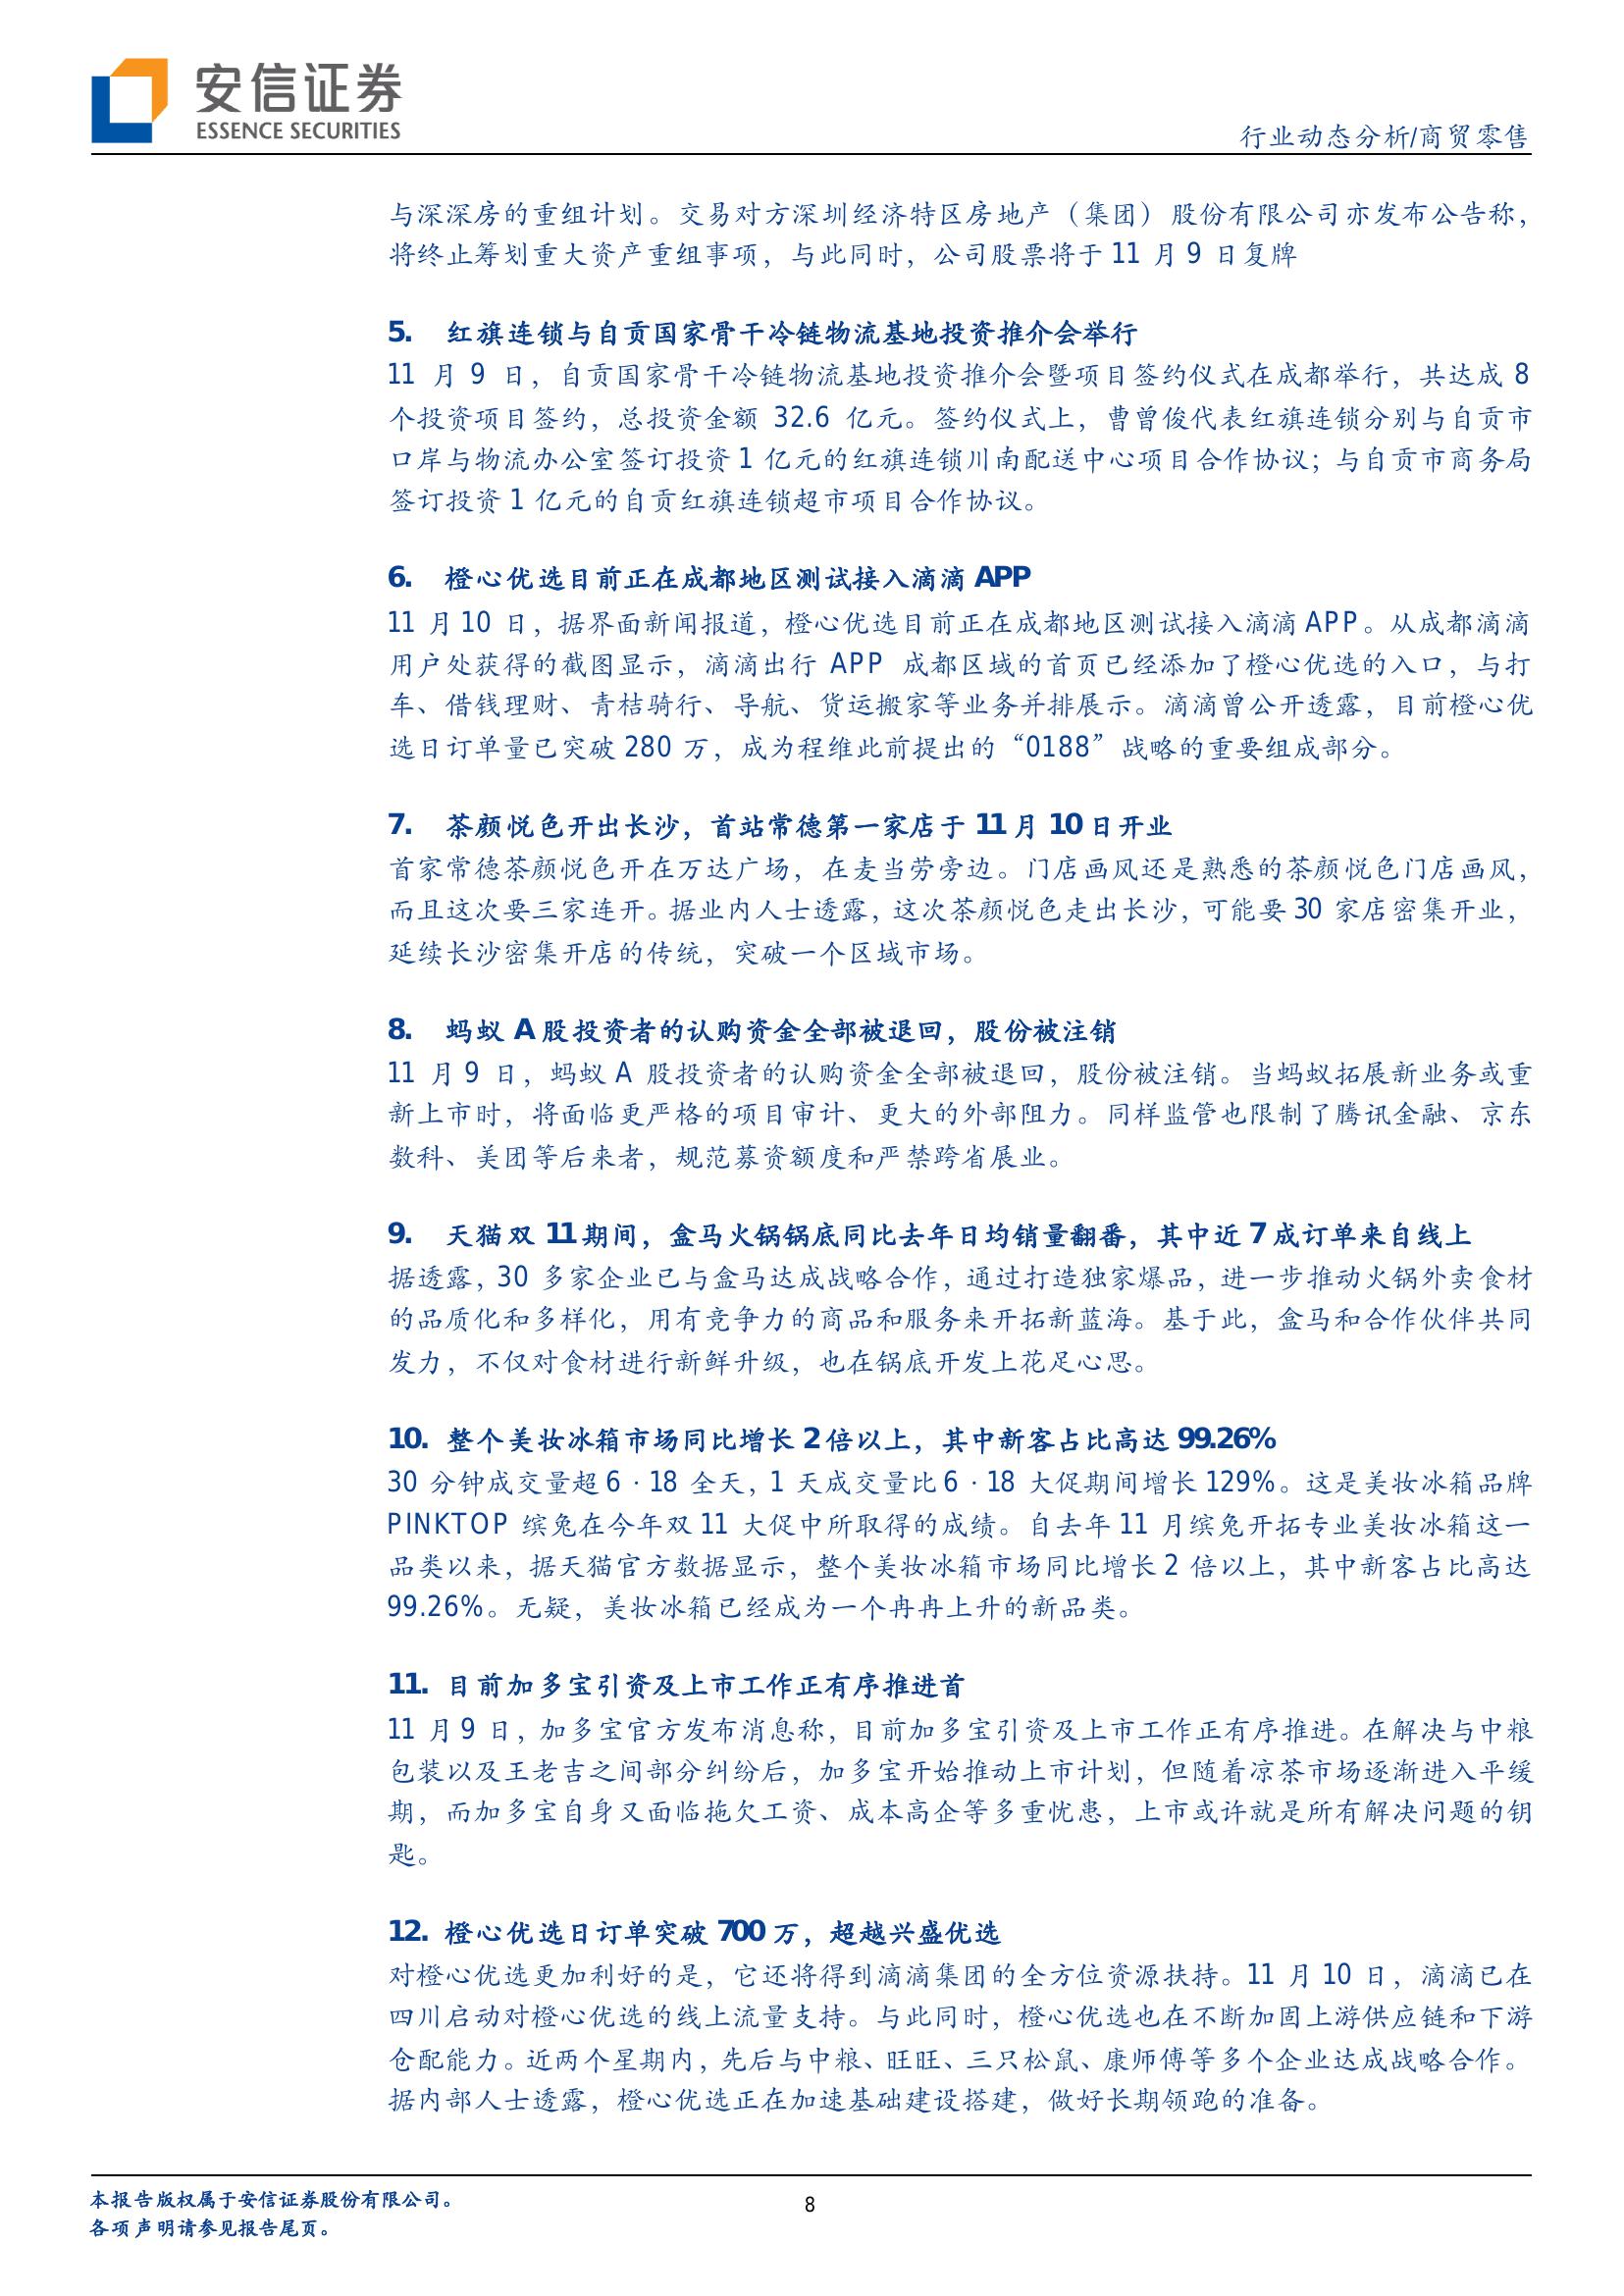 安信证券
ESSENCE SECURITIES
行业动态分析/商贸零售
与深深房的重组计划。交易对方深圳经济特区房地产（集团）股份有限公司亦发布公告称，
将终止筹划重大资产重组事项，与此同时，公司股票将于 11 月 9 日复牌
5. 红旗连锁与自贡国家骨干冷链物流基地投资推介会举行
11 月 9 日，自贡国家骨干冷链物流基地投资推介会暨项目签约仪式在成都举行，共达成 8
个投资项目签约，总投资金额 32.6 亿元。签约仪式上，曹曾俊代表红旗连锁分别与自贡市
口岸与物流办公室签订投资 1 亿元的红旗连锁川南配送中心项目合作协议；与自贡市商务局
签订投资 1 亿元的自贡红旗连锁超市项目合作协议。
6. 橙心优选目前正在成都地区测试接入滴滴 APP
11 月 10 日，据界面新闻报道，橙心优选目前正在成都地区测试接入滴滴 APP。从成都滴滴
用户处获得的截图显示，滴滴出行 APP 成都区域的首页已经添加了橙心优选的入口，与打
车、借钱理财、青桔骑行、导航、货运搬家等业务并排展示。滴滴曾公开透露，目前橙心优
选日订单量已突破 280 万，成为程维此前提出的“0188”战略的重要组成部分。
7. 茶颜悦色开出长沙，首站常德第一家店于 11 月 10 日开业
首家常德茶颜悦色开在万达广场，在麦当劳旁边。门店画风还是熟悉的茶颜悦色门店画风，
而且这次要三家连开。据业内人士透露，这次茶颜悦色走出长沙，可能要 30 家店密集开业，
延续长沙密集开店的传统，突破一个区域市场。
8. 蚂蚁 A 股投资者的认购资金全部被退回，股份被注销
11 月 9 日，蚂蚁 A 股投资者的认购资金全部被退回，股份被注销。当蚂蚁拓展新业务或重
新上市时，将面临更严格的项目审计、更大的外部阻力。同样监管也限制了腾讯金融、京东
数科、美团等后来者，规范募资额度和严禁跨省展业。
9. 天猫双 11 期间，盒马火锅锅底同比去年日均销量翻番，其中近 7 成订单来自线上
据透露，30 多家企业已与盒马达成战略合作，通过打造独家爆品，进一步推动火锅外卖食材
的品质化和多样化，用有竞争力的商品和服务来开拓新蓝海。基于此，盒马和合作伙伴共同
发力，不仅对食材进行新鲜升级，也在锅底开发上花足心思。
10. 整个美妆冰箱市场同比增长 2 倍以上，其中新客占比高达 99.26%
30 分钟成交量超 6·18 全天，1 天成交量比 6·18 大促期间增长 129%。这是美妆冰箱品牌
PINKTOP 缤兔在今年双 11 大促中所取得的成绩。自去年 11 月缤兔开拓专业美妆冰箱这一
品类以来，据天猫官方数据显示，整个美妆冰箱市场同比增长 2 倍以上，其中新客占比高达
99.26%。无疑，美妆冰箱已经成为一个冉冉上升的新品类。
11. 目前加多宝引资及上市工作正有序推进首
11 月 9 日，加多宝官方发布消息称，目前加多宝引资及上市工作正有序推进。在解决与中粮
包装以及王老吉之间部分纠纷后，加多宝开始推动上市计划，但随着凉茶市场逐渐进入平缓
期，而加多宝自身又面临拖欠工资、成本高企等多重忧患，上市或许就是所有解决问题的钥
匙。
12. 橙心优选日订单突破 700 万，超越兴盛优选
对橙心优选更加利好的是，它还将得到滴滴集团的全方位资源扶持。11 月 10 日，滴滴已在
四川启动对橙心优选的线上流量支持。与此同时，橙心优选也在不断加固上游供应链和下游
仓配能力。近两个星期内，先后与中粮、旺旺、三只松鼠、康师傅等多个企业达成战略合作。
据内部人士透露，橙心优选正在加速基础建设搭建，做好长期领跑的准备。
本报告版权属于安信证券股份有限公司。
8
各项声明请参见报告尾页。